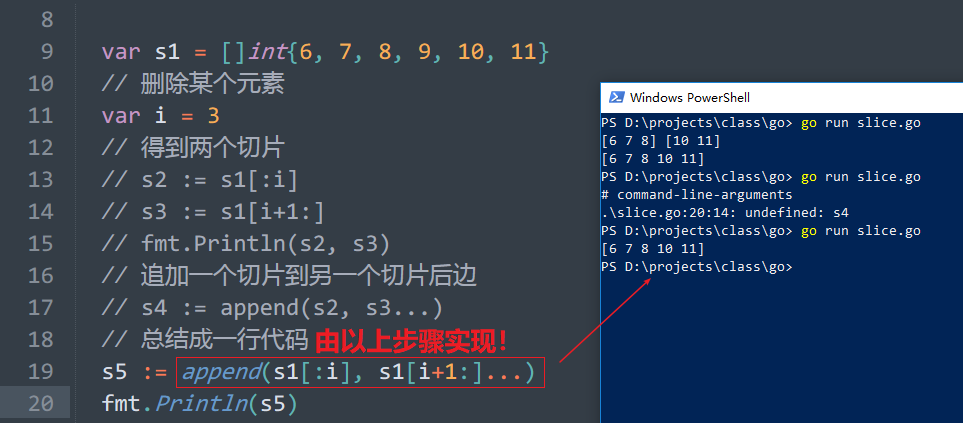 8
9 var s1 = []int{6, 7, 8, 9, 10, 11}
10 // 删除某个元素
11 var i = 3
12 // 得到两个切片
13 // s2 := s1[:i]
14 // s3 := s1[i+1:]
15 // fmt.Println(s2, s3)
16 // 追加一个切片到另一个切片后边
17 // s4 := append(s2, s3...)
18 // 总结成一行代码 由以上步骤实现！
19 s5 := append(s1[:i], s1[i+1:]...)
20 fmt.Println(s5)
Windows PowerShell
PS D:\projects\class\go> go run slice.go
[6 7 8] [10 11]
[6 7 8 10 11]
PS D:\projects\class\go> go run slice.go
# command-line-arguments
.\slice.go:20:14: undefined: s4
PS D:\projects\class\go> go run slice.go
[6 7 8 10 11]
PS D:\projects\class\go>